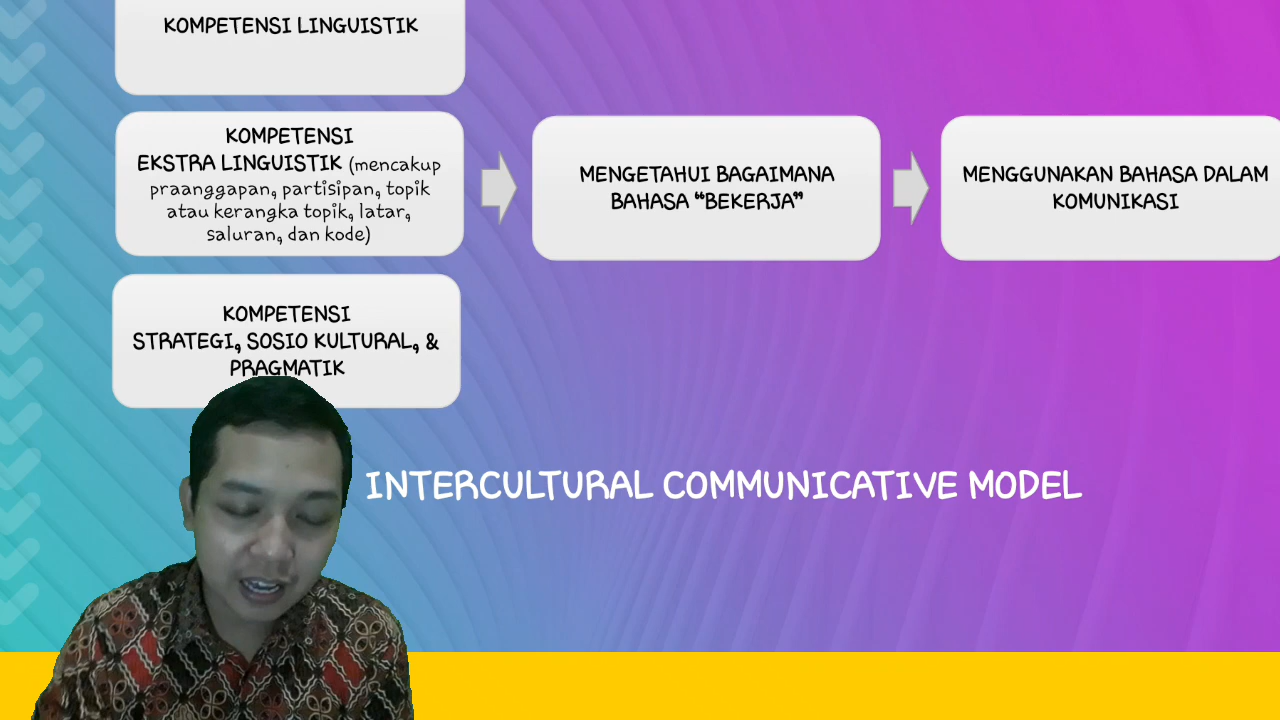 KOMPETENSI LINGUISTIK
KOMPETENSI
EKSTRA LINGUISTIK (mencakup
praanggapan, partisipan, topik
atau kerangka topik, latar,
saluran, dan kode)
MENGETAHUI BAGAIMANA
BAHASA “BEKERJA”
MENGGUNAKAN BAHASA DALAM
KOMUNIKASI
KOMPETENSI
STRATEGI, SOSIO KULTURAL, &
PRAGMATIK
INTERCULTURAL COMMUNICATIVE MODEL